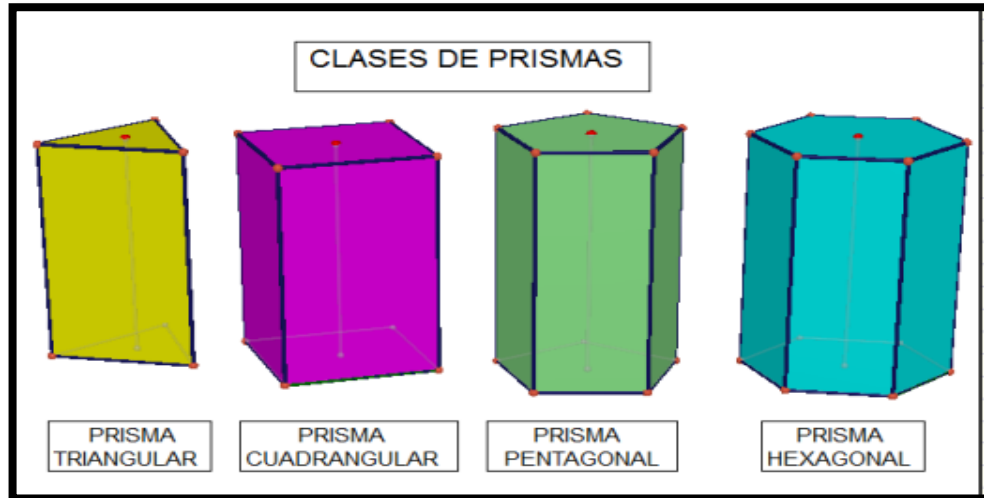 CLASES DE PRISMAS
PRISMA
TRIANGULAR
PRISMA
CUADRANGULAR
PRISMA
PENTAGONAL
PRISMA
HEXAGONAL